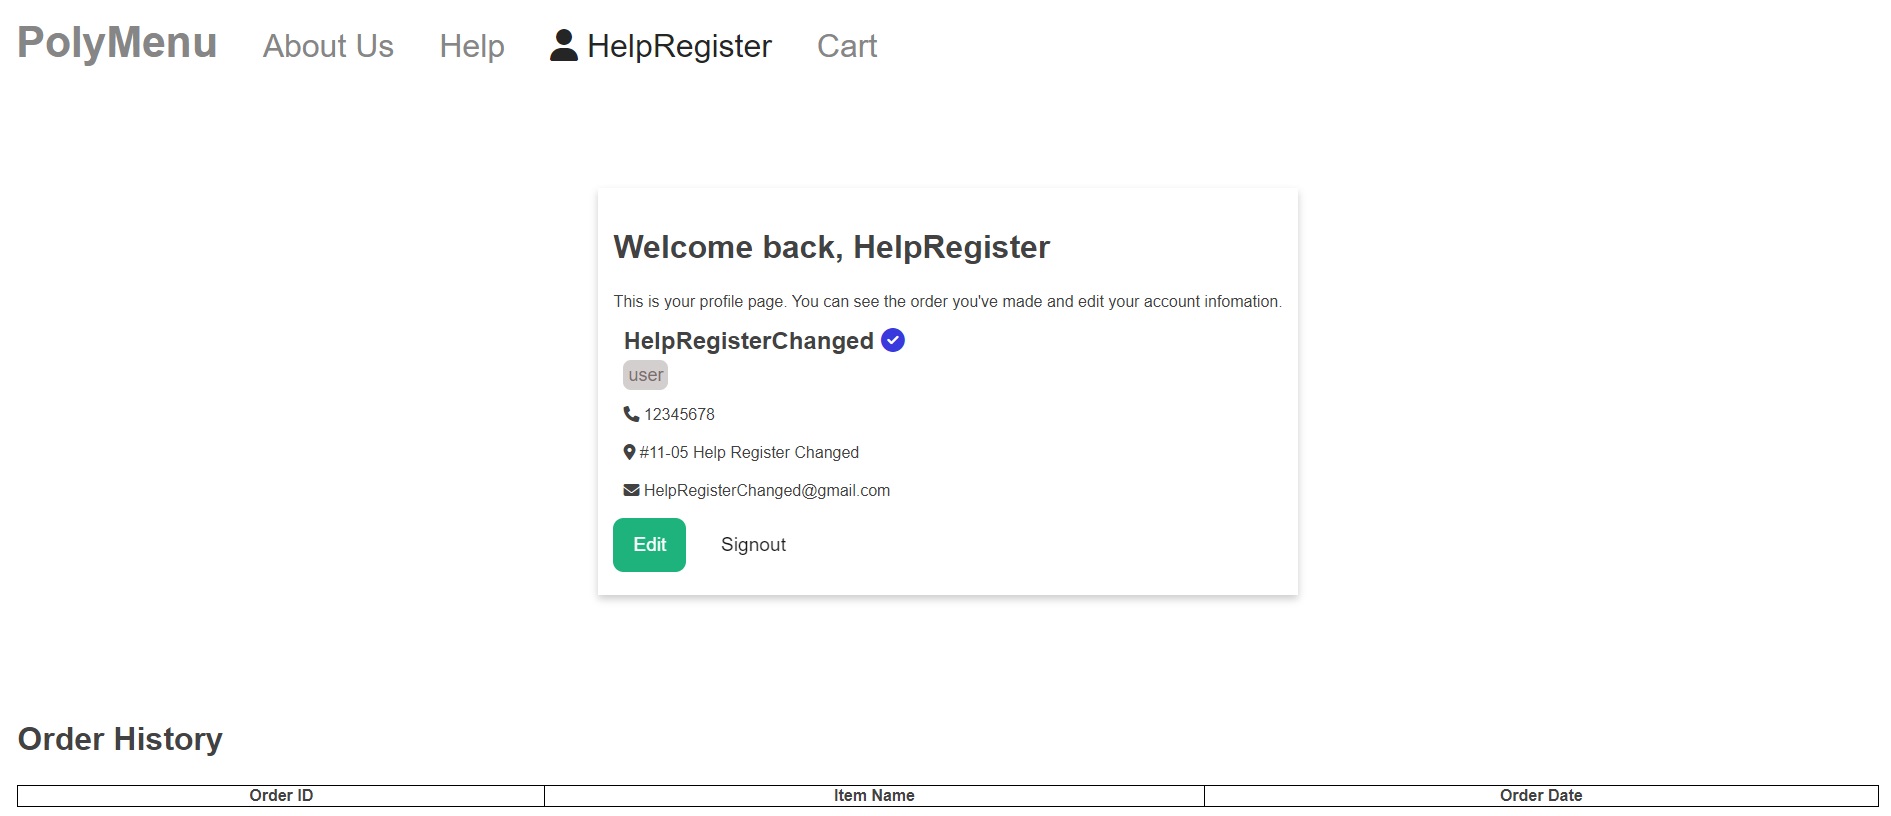 PolyMenu About Us Help HelpRegister Cart
Welcome back, HelpRegister
This is your profile page. You can see the order you've made and edit your account infomation.
HelpRegisterChanged
user
12345678
#11-05 Help Register Changed
HelpRegisterChanged@gmail.com
Edit Signout
Order History
Order ID Item Name Order Date